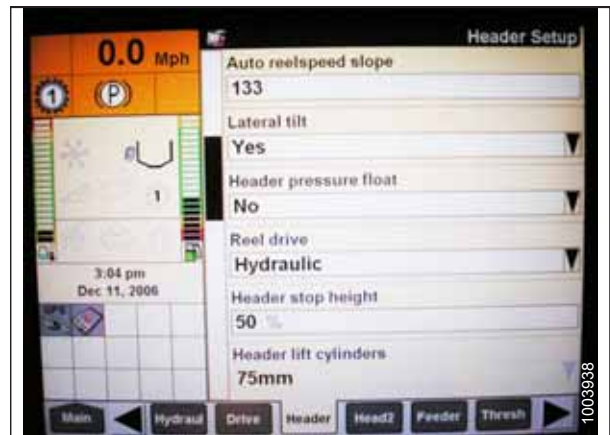 0.0 Mph
Header Setup
1
(P)
1
3:04 pm
Dec 11, 2006
Auto reelspeed slope
133
Lateral tilt
Yes
Header pressure float
No
Reel drive
Hydraulic
Header stop height
50 %
Header lift cylinders
75mm
Main
Hydraul
Drive
Header
Head2
Feeder
Thresh
1003938